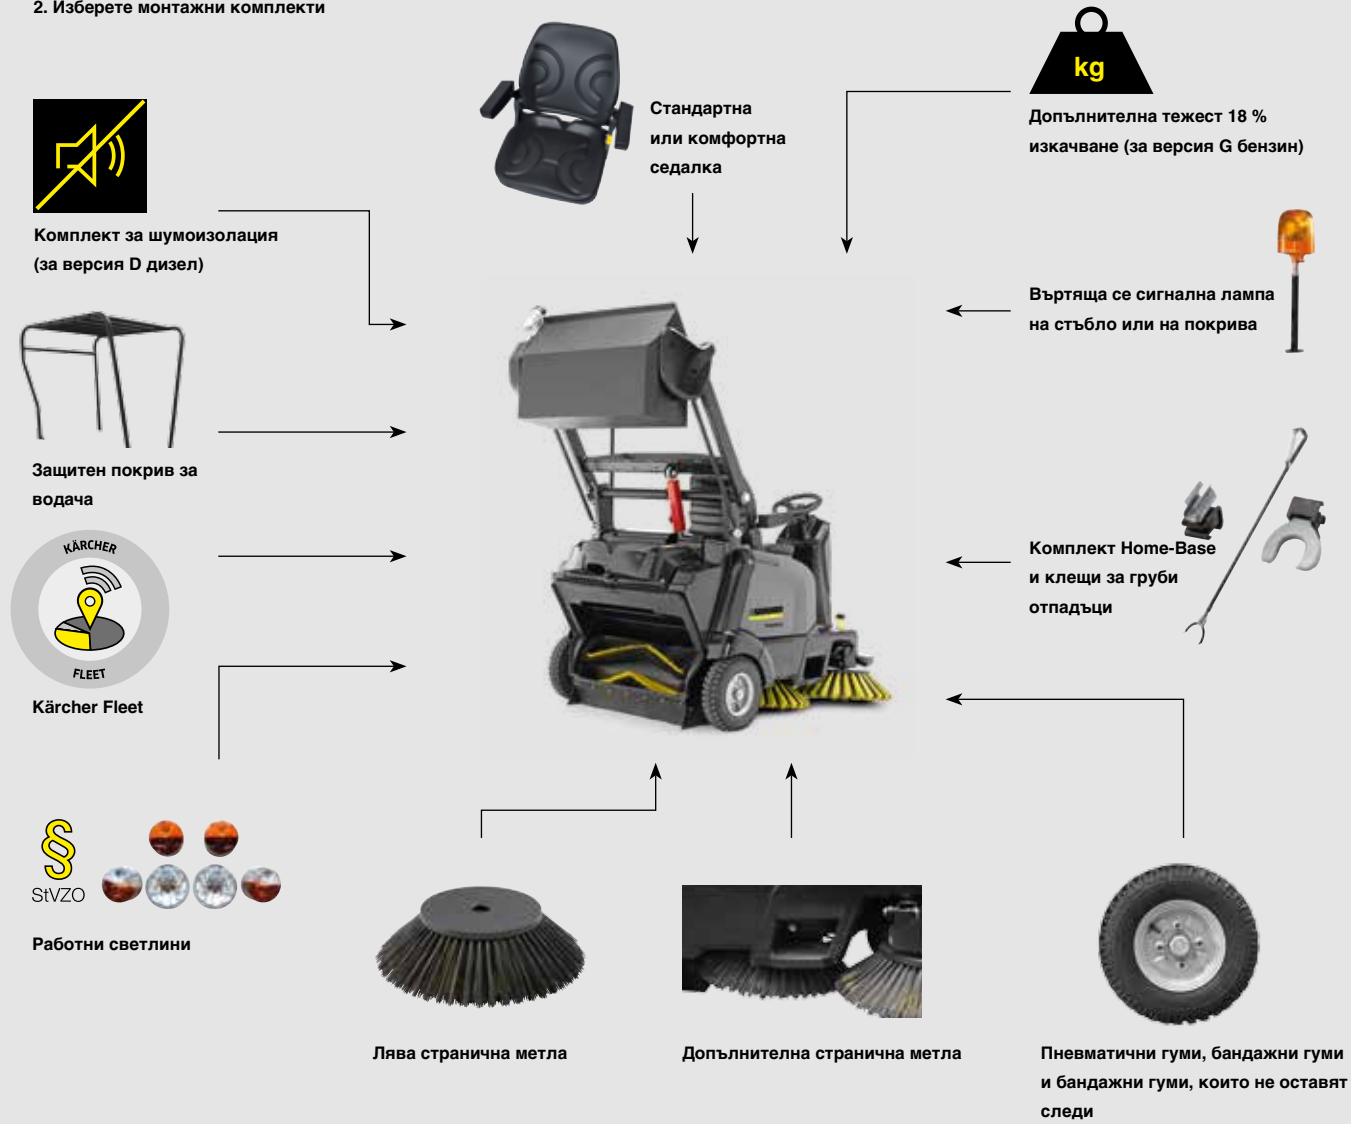 2. Изберете монтажни комплекти
kg
Стандартна
или комфортна
седалка
Допълнителна тежест 18 %
изкачване (за версия G бензин)
Комплект за шумоизолация
(за версия D дизел)
Въртяща се сигнална лампа
на стъбло или на покрива
Защитен покрив за
водача
KÄRCHER
FLEET
Kärcher Fleet
Комплект Home-Base
и клещи за груби
отпадъци
§
StVZO
Работни светлини
Лява странична метла
Допълнителна странична метла
Пневматични гуми, бандажни гуми
и бандажни гуми, които не оставят
следи